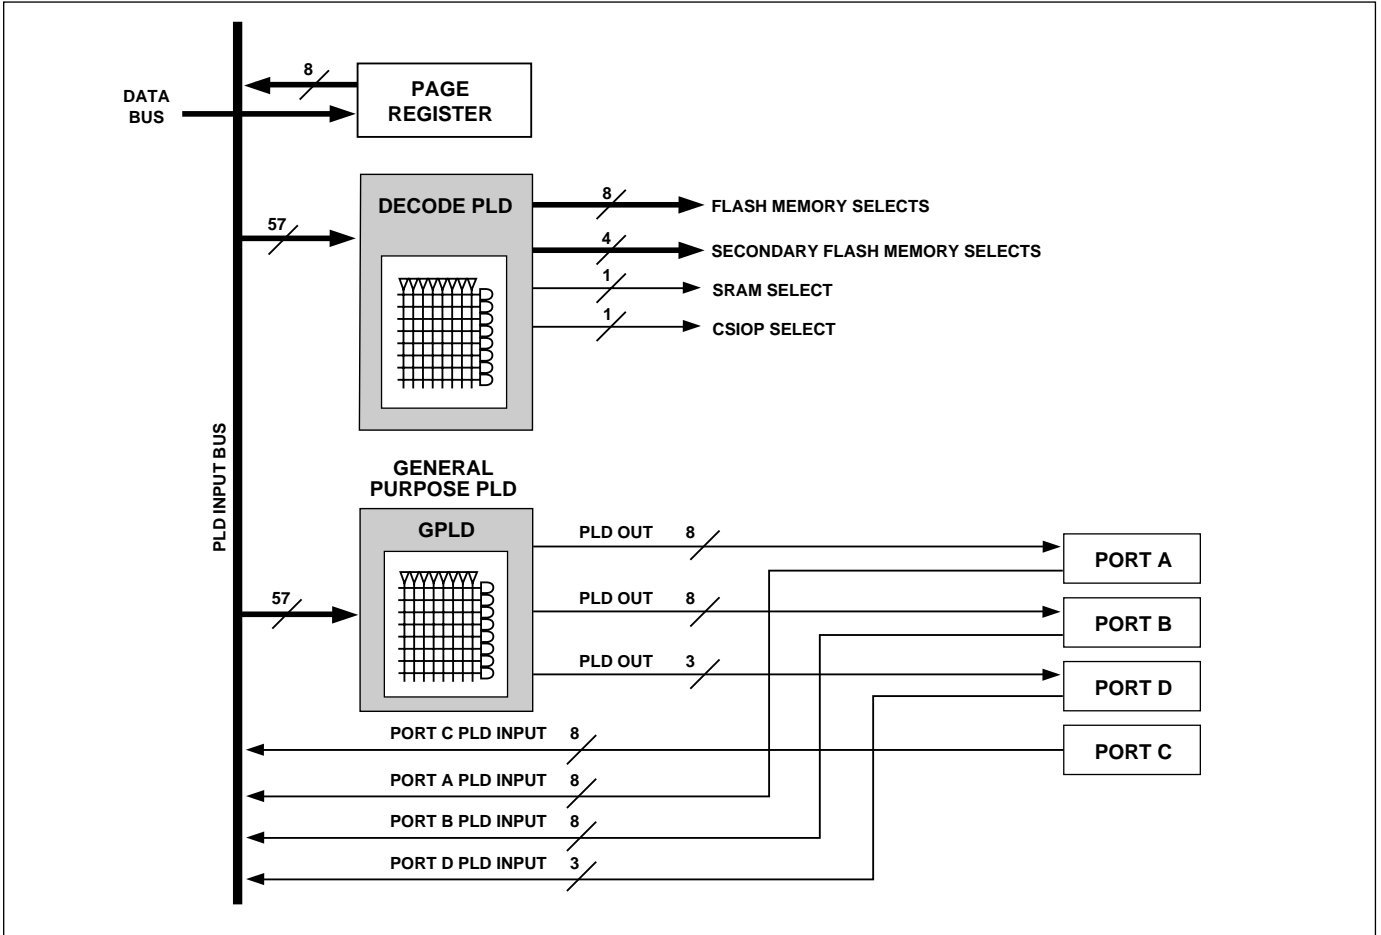 8
PAGE
REGISTER
DATA
BUS
DECODE PLD
8
FLASH MEMORY SELECTS
57
4
SECONDARY FLASH MEMORY SELECTS
1
SRAM SELECT
1
CSIOP SELECT
PLD INPUT BUS
GENERAL
PURPOSE PLD
GPLD
PLD OUT 8
PORT A
57
PLD OUT 8
PORT B
PLD OUT 3
PORT D
PORT C PLD INPUT 8
PORT C
PORT A PLD INPUT 8
PORT B PLD INPUT 8
PORT D PLD INPUT 3